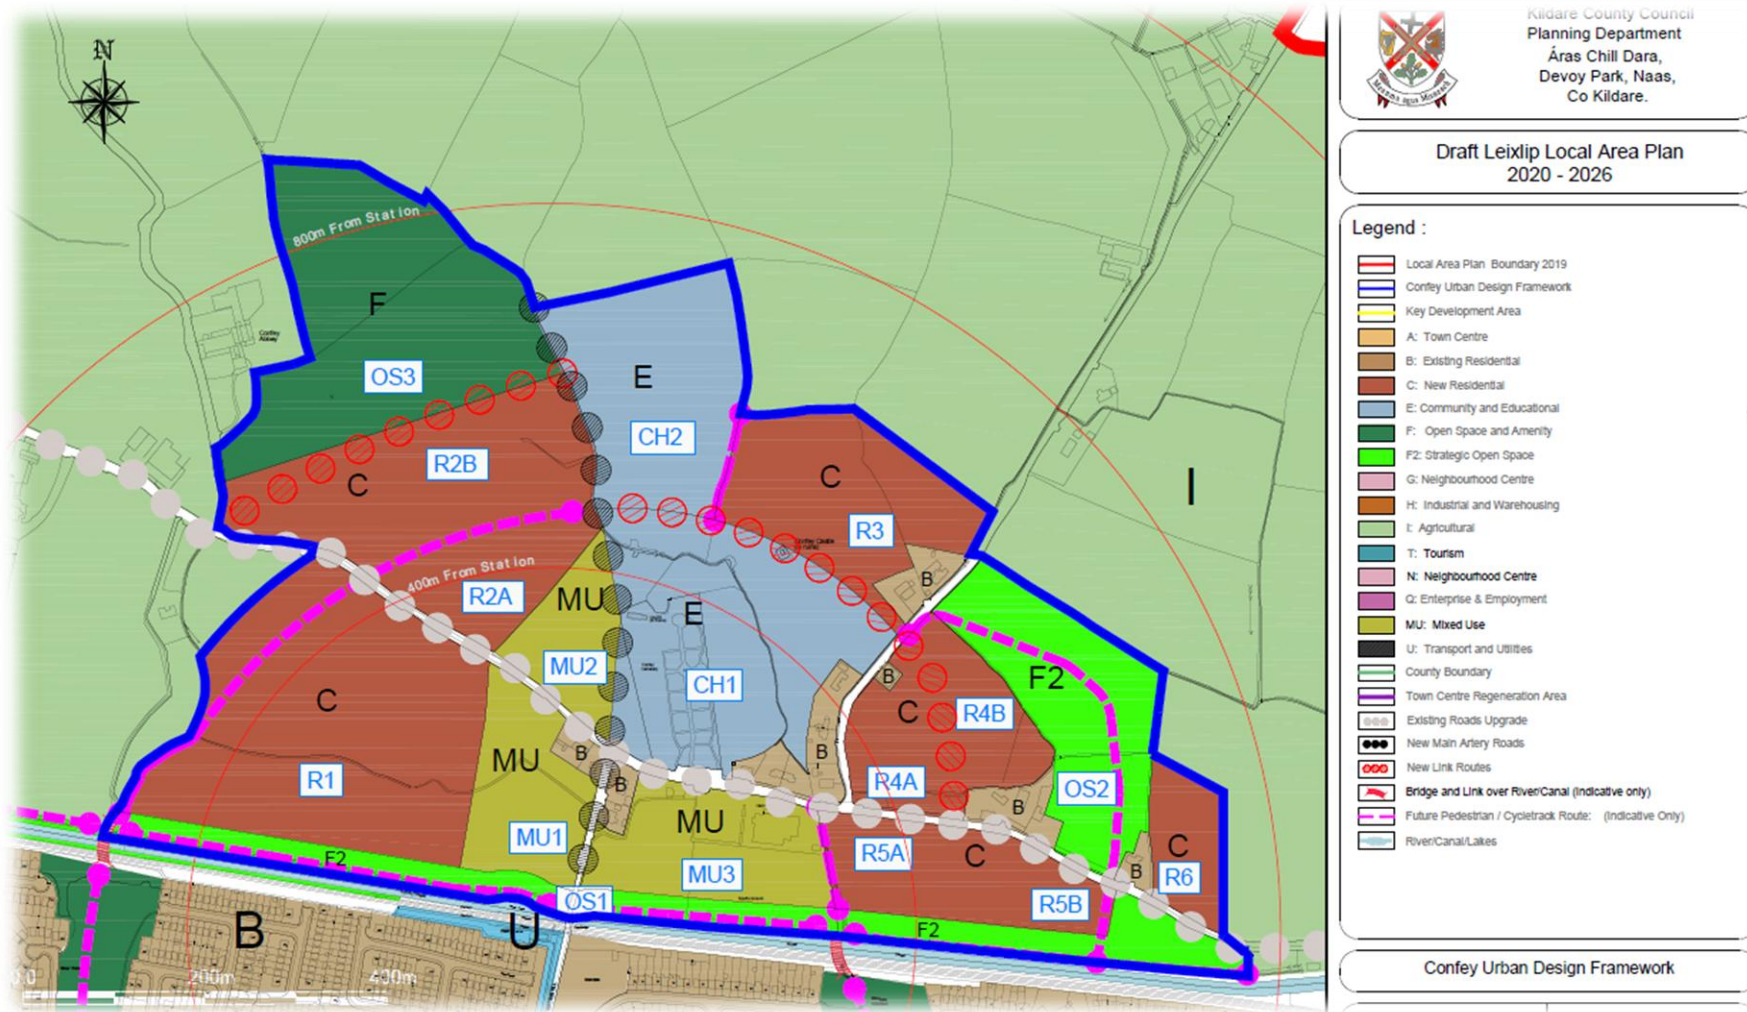 N
Kildare County Council
Planning Department
Áras Chill Dara,
Devoy Park, Naas,
Co Kildare.
Draft Leixlip Local Area Plan
2020 - 2026
Legend :
Local Area Plan Boundary 2019
Confey Urban Design Framework
Key Development Area
A: Town Centre
B: Existing Residential
C: New Residential
E: Community and Educational
F: Open Space and Amenity
F2: Strategic Open Space
G: Neighbourhood Centre
H: Industrial and Warehousing
I: Agricultural
T: Tourism
N: Neighbourhood Centre
Q: Enterprise & Employment
MU: Mixed Use
U: Transport and Utilities
County Boundary
Town Centre Regeneration Area
Existing Roads Upgrade
New Main Artery Roads
New Link Routes
Bridge and Link over River/Canal (Indicative only)
Future Pedestrian / Cycletrack Route: (Indicative Only)
River/Canal/Lakes
Confey Urban Design Framework
800m From Station
F
OS3
E
CH2
R2B
C
C
R3
I
400m From Station
R2A
MU
E
B
MU2
CH1
B
F2
C
R4B
C
MU
B
B
B
R1
R4A
OS2
B
MU1
MU
R5A
C
C
F2
MU3
B
R6
OS1
R5B
B
U
F2
200m
400m